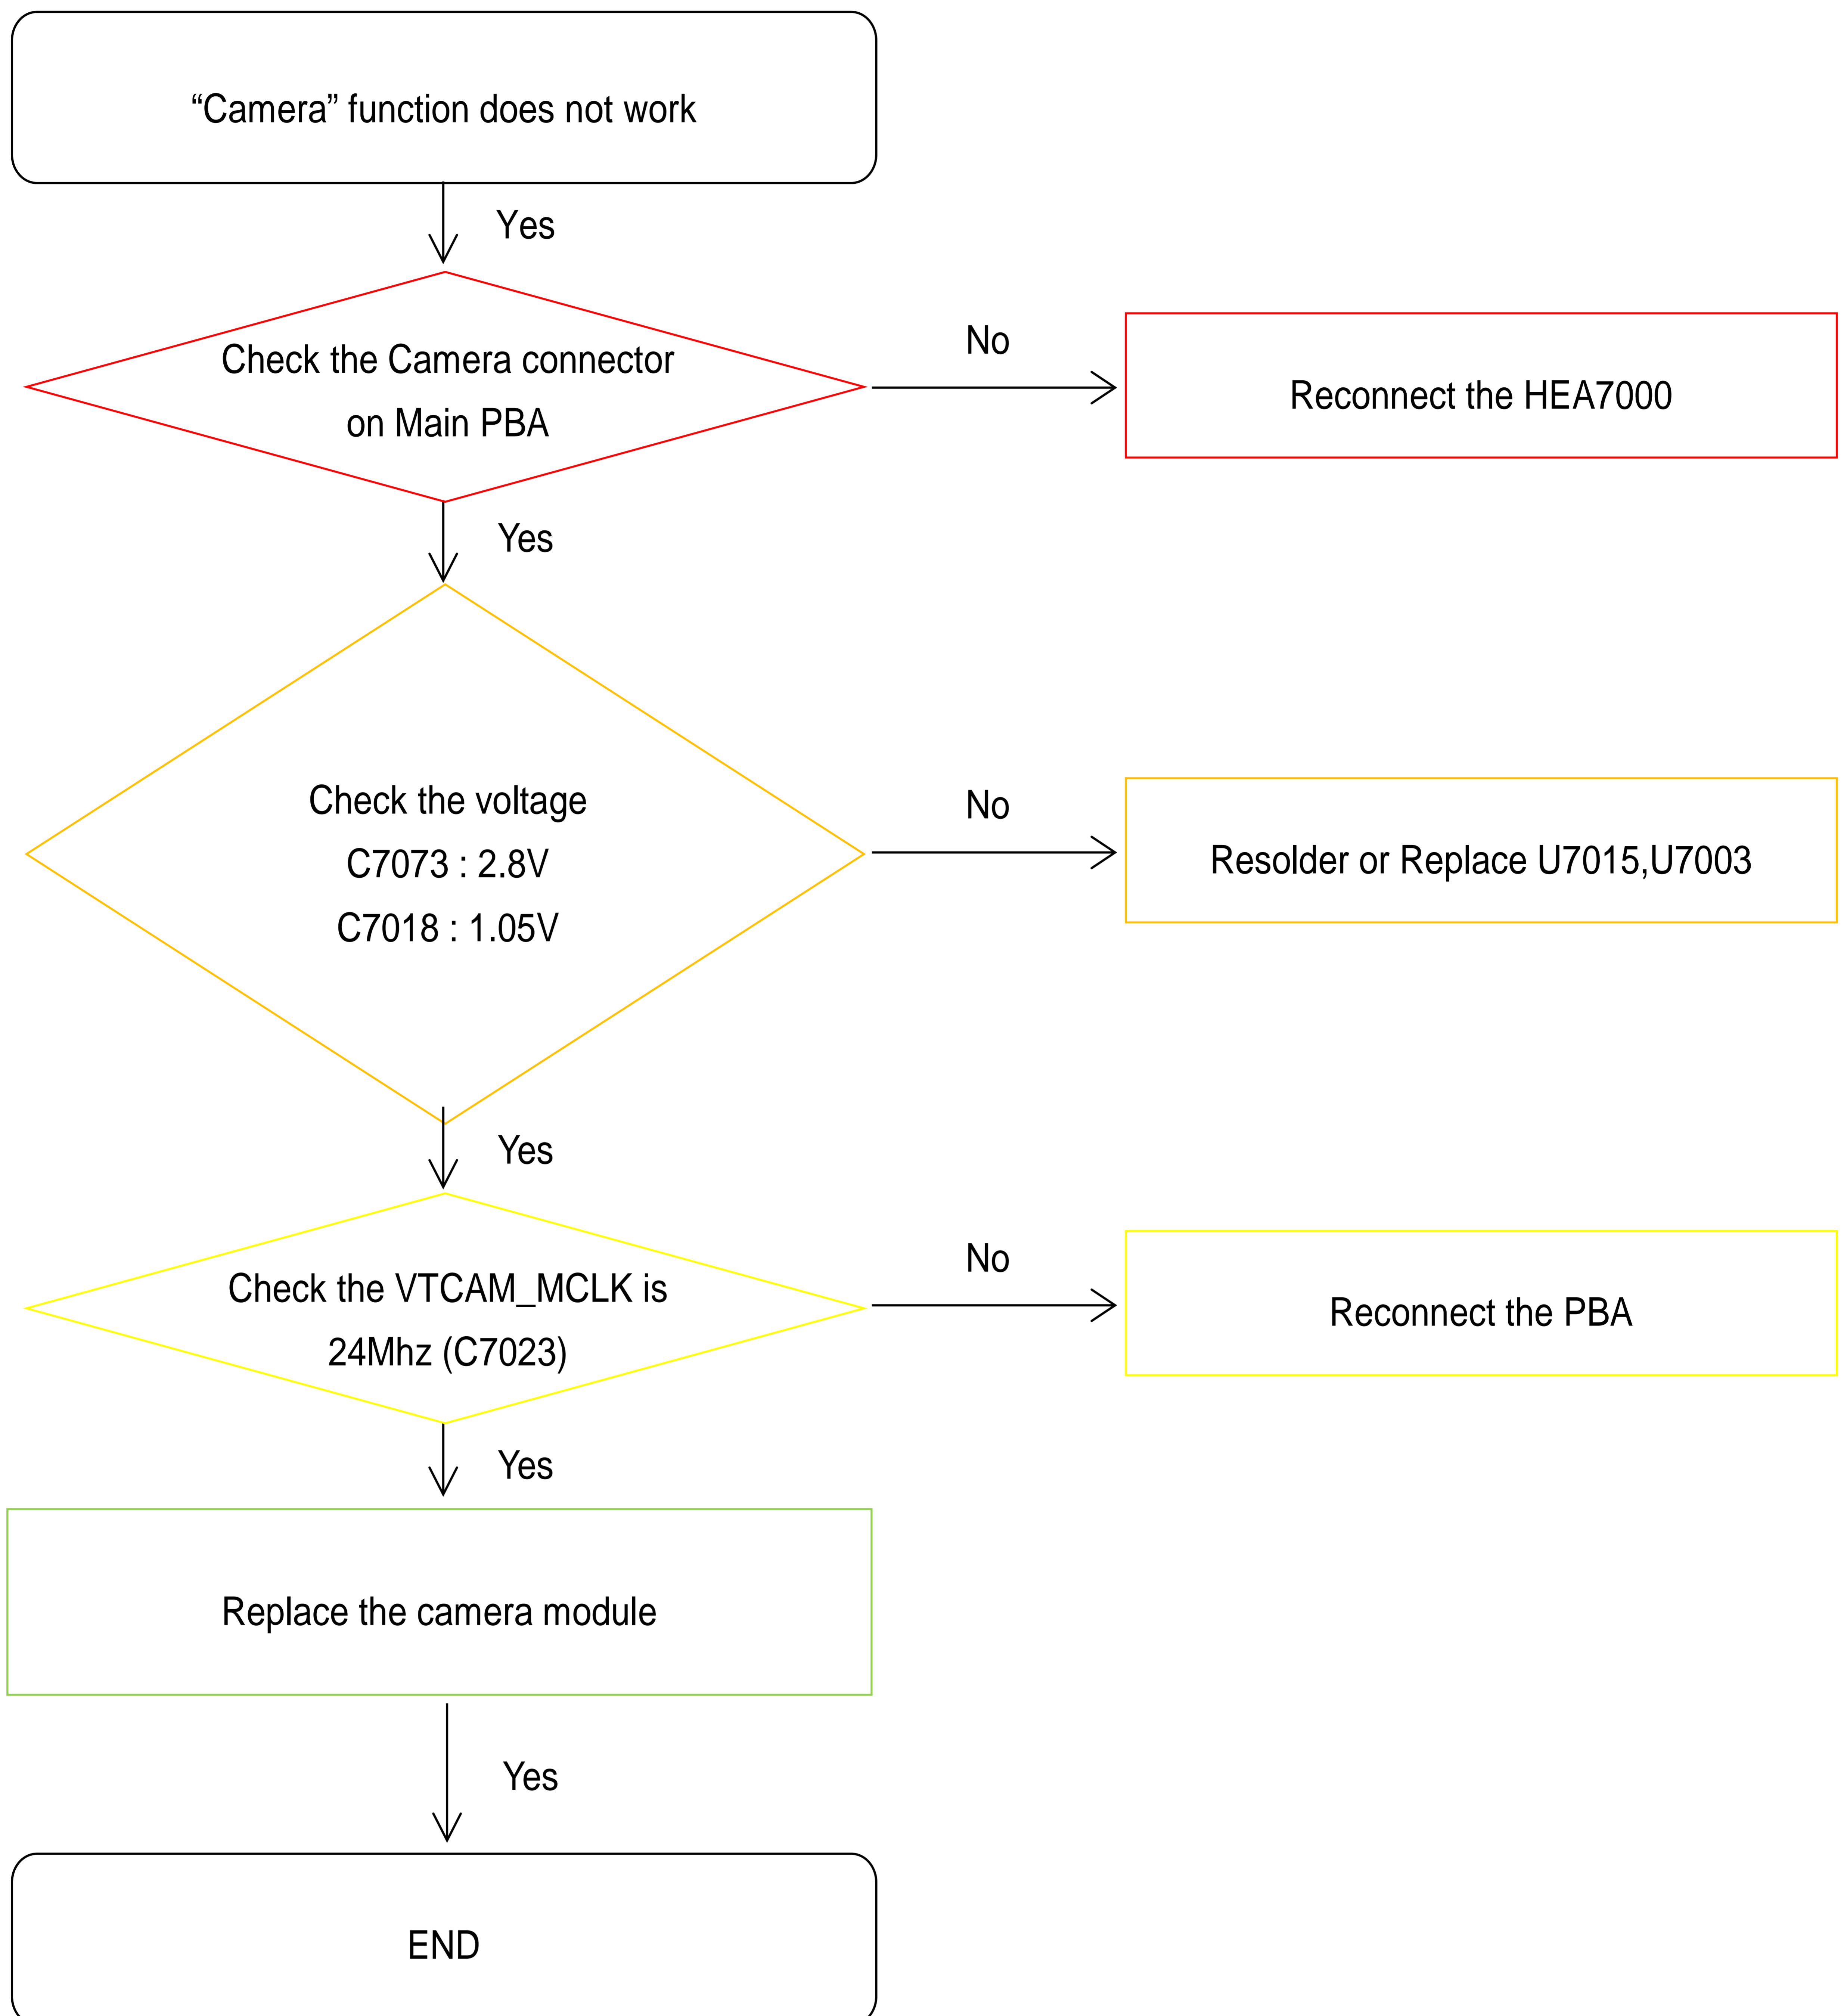 “Camera” function does not work
Yes
Check the Camera connector
on Main PBA
No
Reconnect the HEA7000
Yes
Check the voltage
C7073 : 2.8V
C7018 : 1.05V
No
Resolder or Replace U7015,U7003
Yes
Check the VTCAM_MCLK is
24Mhz (C7023)
No
Reconnect the PBA
Yes
Replace the camera module
Yes
END